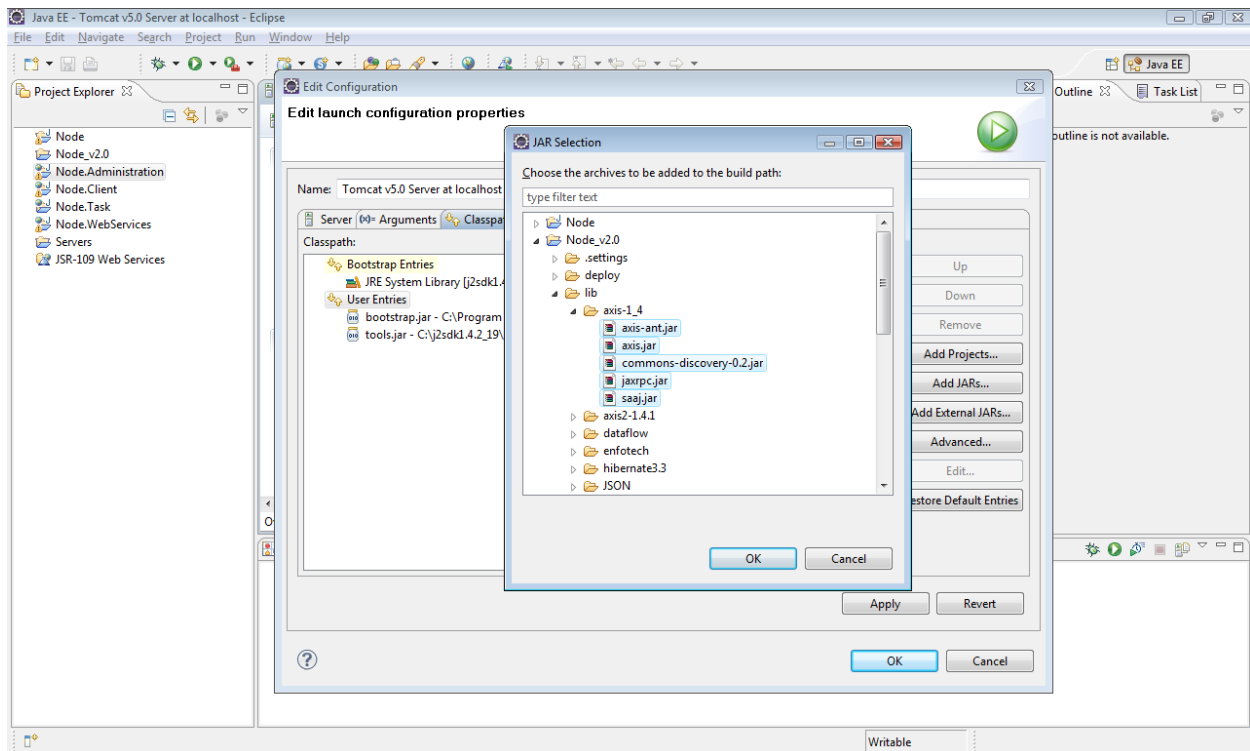 Java EE - Tomcat v5.0 Server at localhost - Eclipse
File Edit Navigate Search Project Run Window Help
Java EE
Project Explorer
Node
Node_v2.0
Node.Administration
Node.Client
Node.Task
Node.WebServices
Servers
JSR-109 Web Services
Edit Configuration
Edit launch configuration properties
Name: Tomcat v5.0 Server at localhost
Server (x)= Arguments Classpa
Classpath:
Bootstrap Entries
JRE System Library [j2sdk1.4
User Entries
bootstrap.jar - C:\Program
tools.jar - C:\j2sdk1.4.2_19\
JAR Selection
Choose the archives to be added to the build path:
type filter text
Node
Node_v2.0
.settings
deploy
lib
axis-1_4
axis-ant.jar
axis.jar
commons-discovery-0.2.jar
jaxrpc.jar
saaj.jar
axis2-1.4.1
dataflow
enfotech
hibernate3.3
JSON
OK Cancel
Up
Down
Remove
Add Projects...
Add JARs...
Add External JARs...
Advanced...
Edit...
estore Default Entries
Apply Revert
OK Cancel
Outline Task List
outline is not available.
Writable